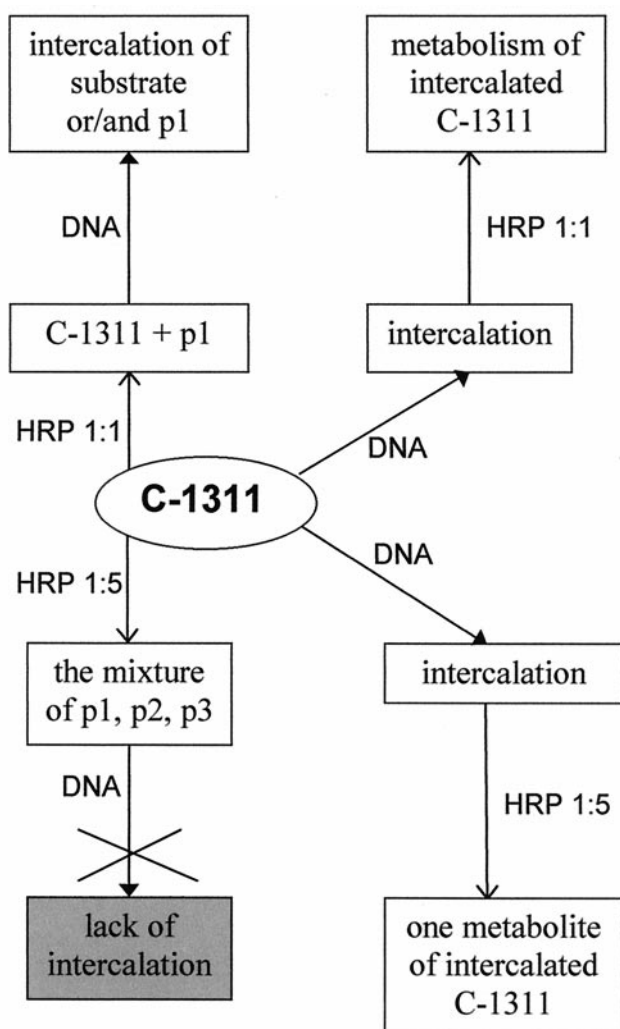 intercalation of
substrate
or/and p1
metabolism of
intercalated
C-1311
DNA
HRP 1:1
C-1311 + p1
intercalation
HRP 1:1
DNA
C-1311
DNA
HRP 1:5
the mixture
of p1, p2, p3
intercalation
DNA
HRP 1:5
lack of
intercalation
one metabolite
of intercalated
C-1311